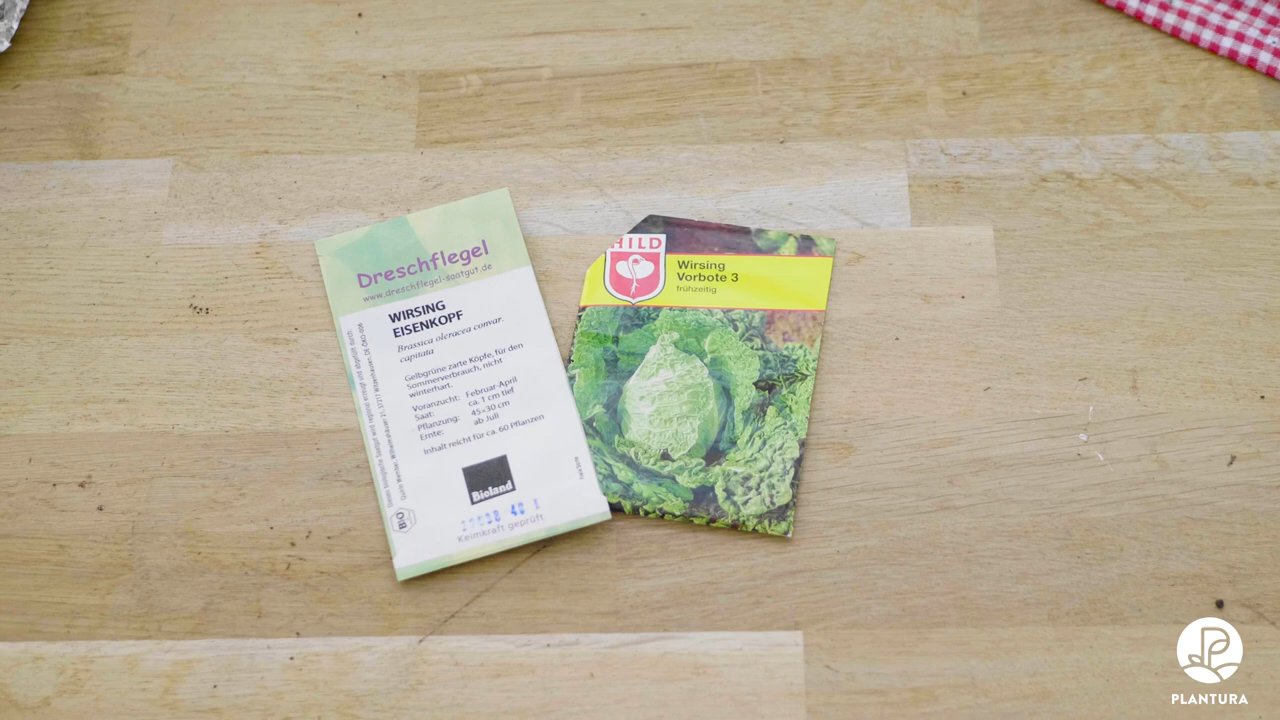 Dreschflegel
www.dreschflegel-saatgut.de
WIRSING
EISENKOPF
Brassica oleracea convar.
capitata
Gelbgrüne zarte Köpfe, für den
Sommerverbrauch, nicht
winterhart.
Voranzucht: Februar-April
Saat: ca. 1 cm tief
Pflanzung: 45×30 cm
Ernte: ab Juli
Inhalt reicht für ca. 60 Pflanzen
Bioland
BIO
Keimkraft geprüft
HILD
Wirsing
Vorbote 3
frühzeitig
PLANTURA